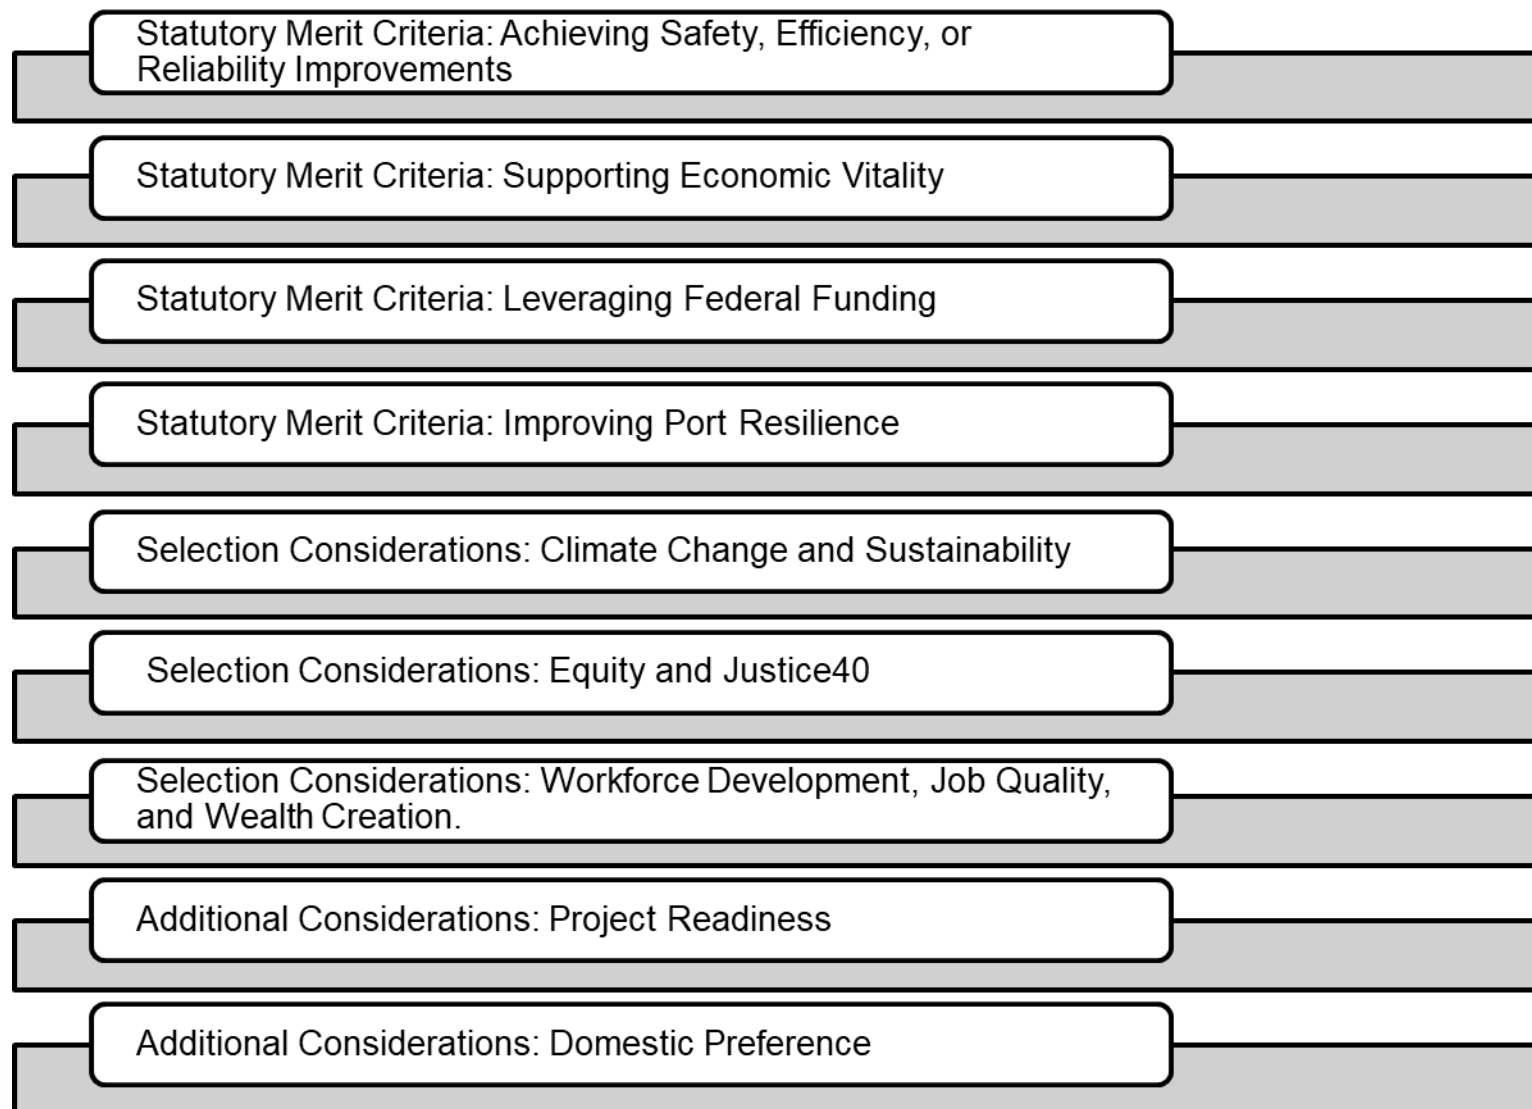 Statutory Merit Criteria: Achieving Safety, Efficiency, or
Reliability Improvements
Statutory Merit Criteria: Supporting Economic Vitality
Statutory Merit Criteria: Leveraging Federal Funding
Statutory Merit Criteria: Improving Port Resilience
Selection Considerations: Climate Change and Sustainability
Selection Considerations: Equity and Justice40
Selection Considerations: Workforce Development, Job Quality,
and Wealth Creation.
Additional Considerations: Project Readiness
Additional Considerations: Domestic Preference